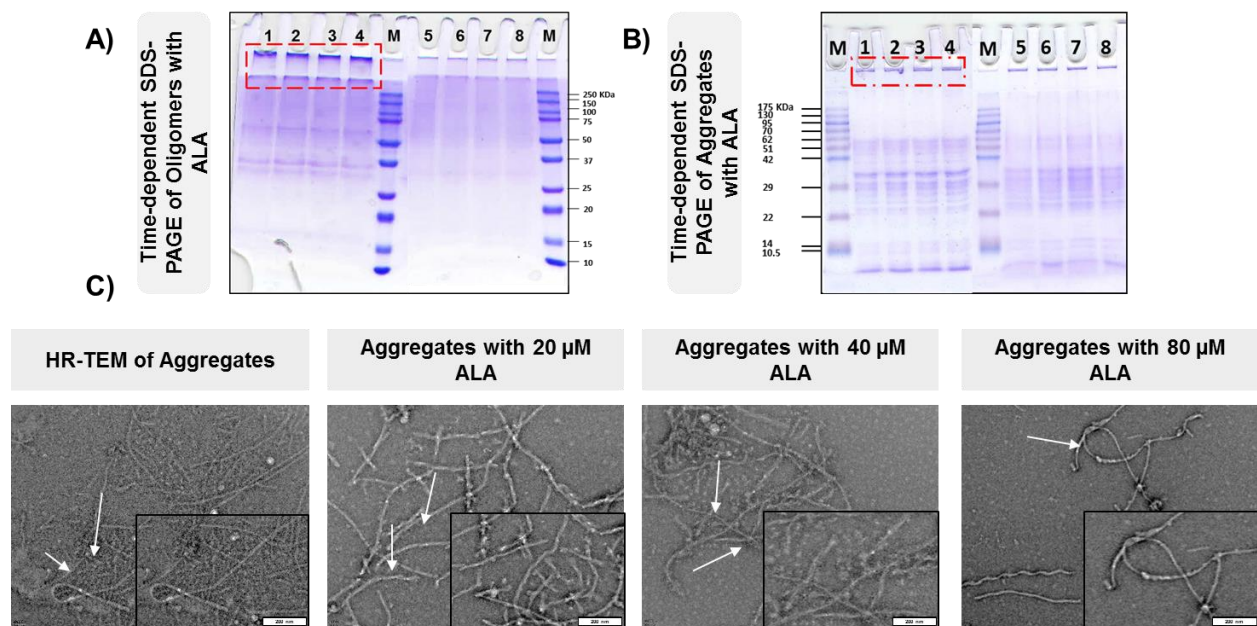 A)
Time-dependent SDS-
PAGE of Oligomers with
ALA
1 2 3 4 M 5 6 7 8 M
250 KDa
150
100
75
50
37
25
20
15
10
B)
Time-dependent SDS-
PAGE of Aggregates
with ALA
M 1 2 3 4 M 5 6 7 8
175 KDa
130
95
70
62
51
42
29
22
14
10.5
C)
HR-TEM of Aggregates
Aggregates with 20 µM
ALA
Aggregates with 40 µM
ALA
Aggregates with 80 µM
ALA
200 nm
200 nm
200 nm
200 nm